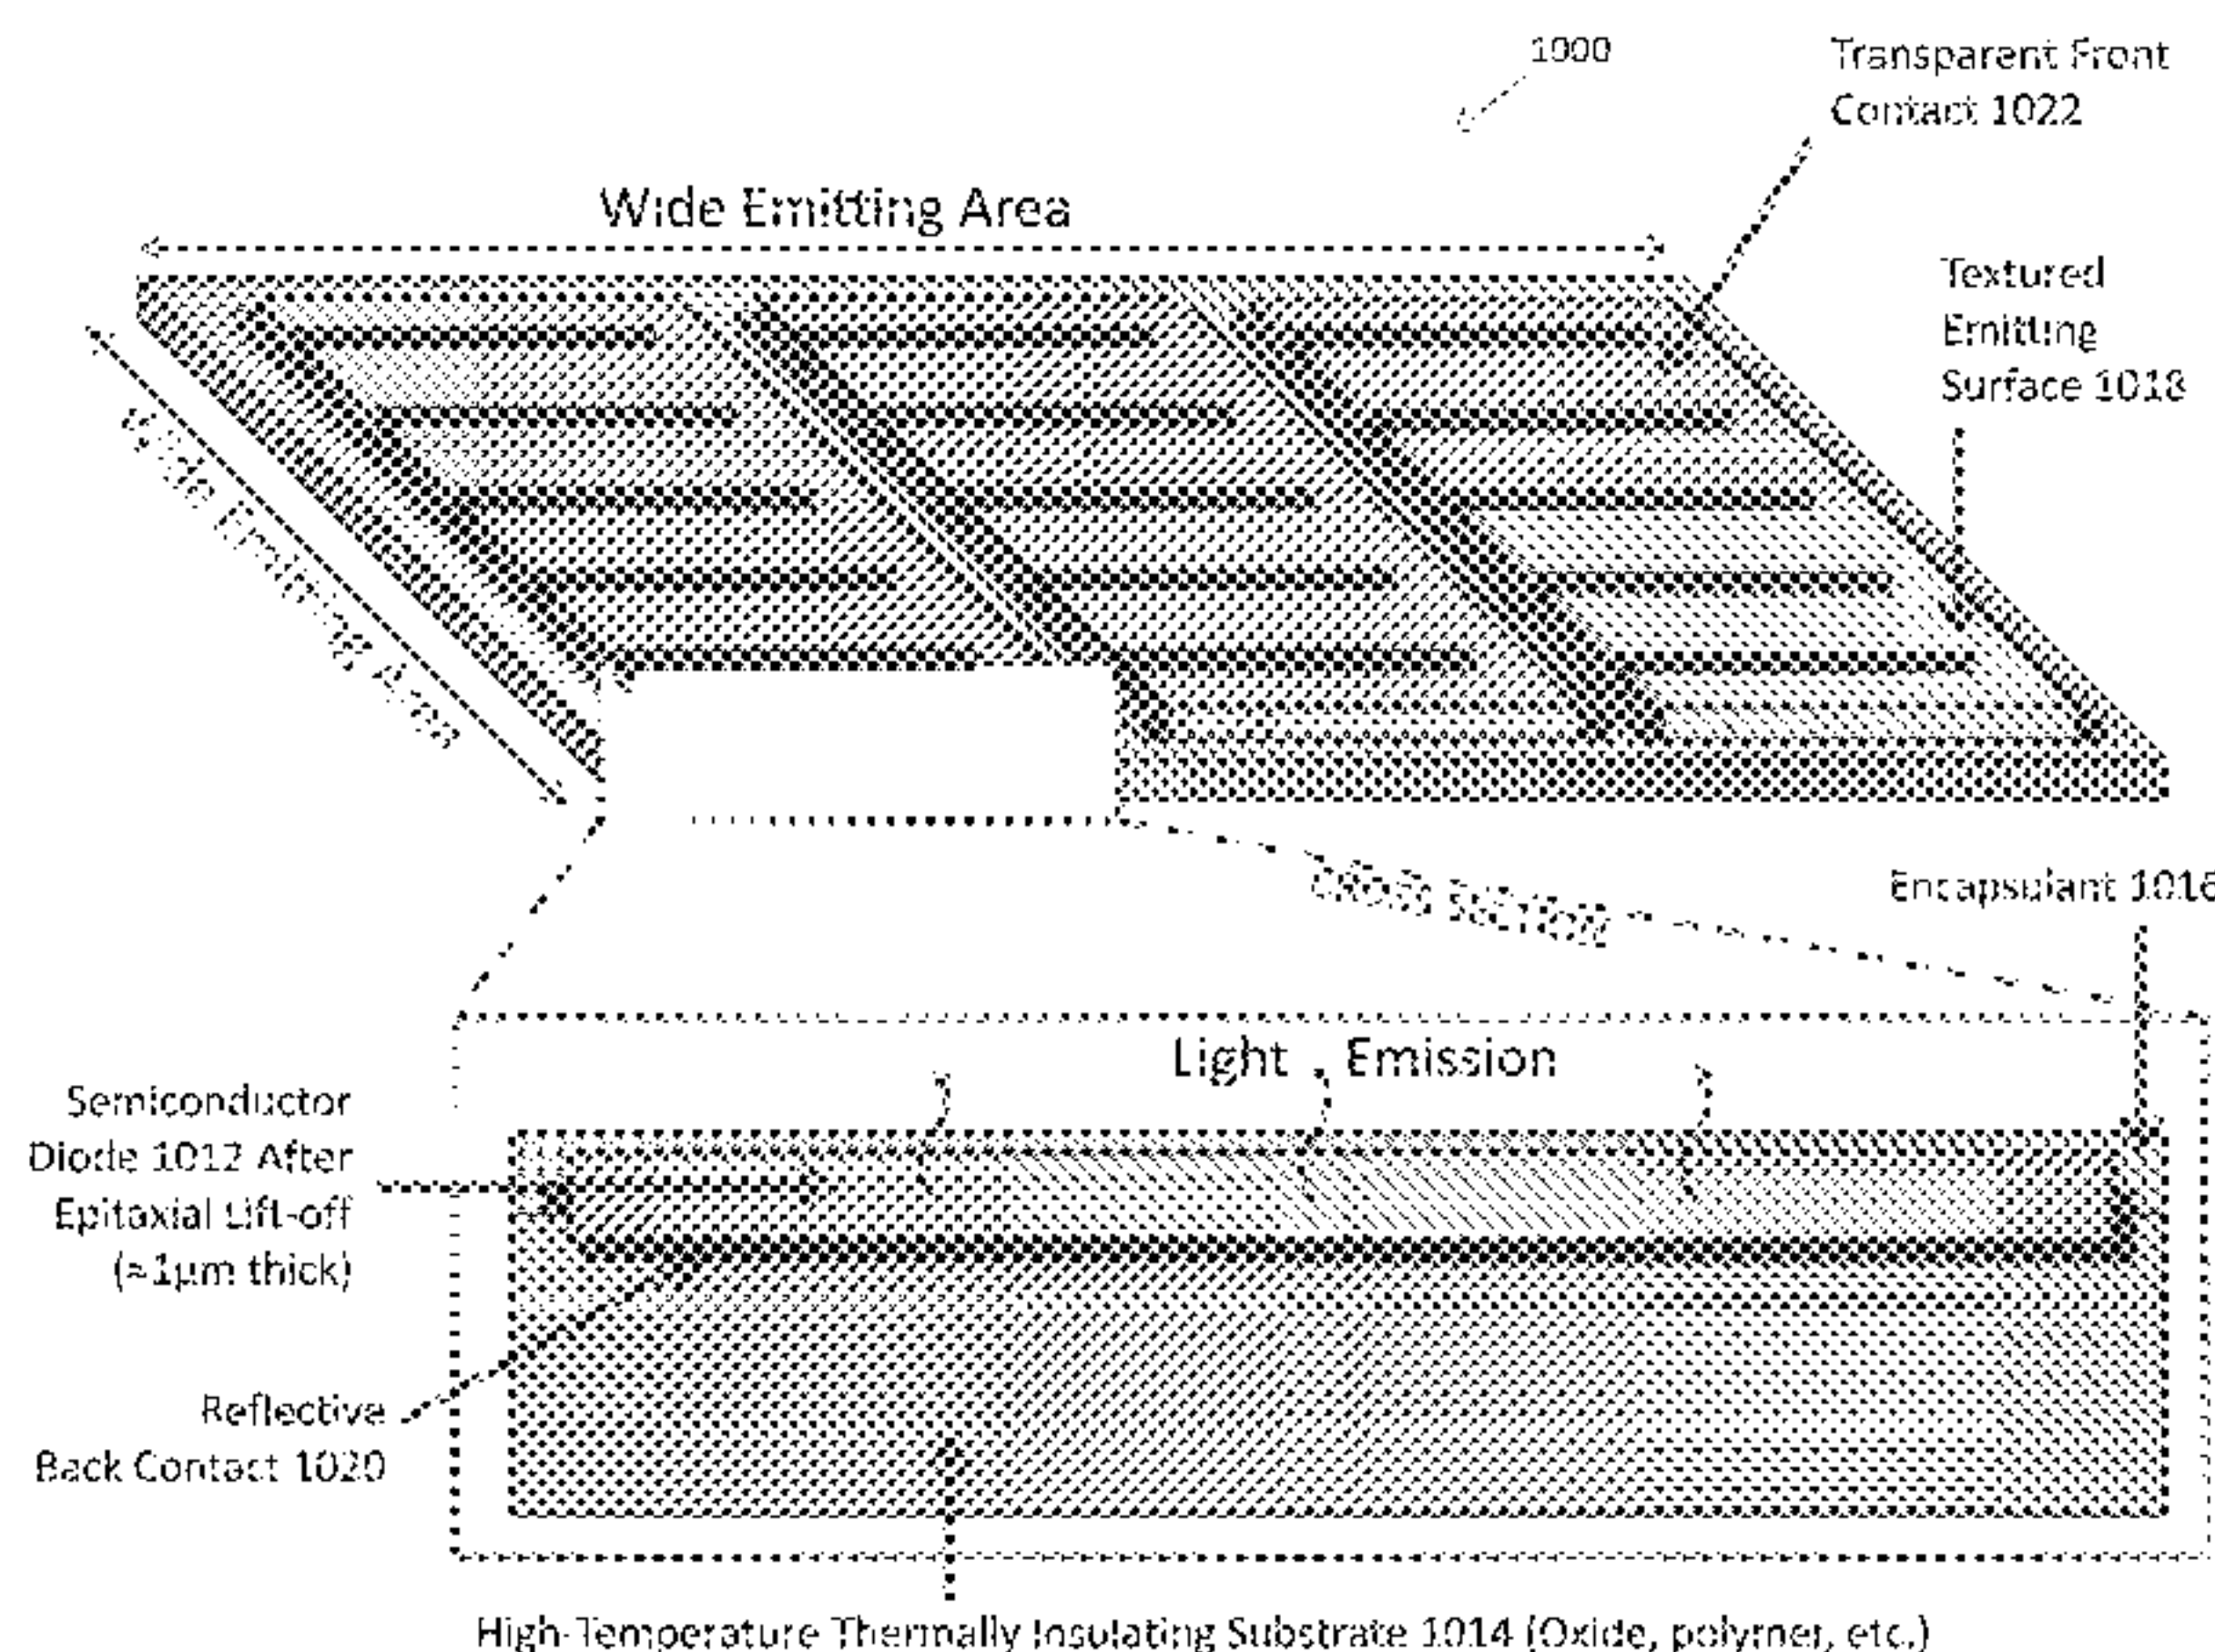 1000
Transparent Front
Contact 1022
Wide Emitting Area
Textured
Emitting
Surface 1018
Wide Emitting Area
Cross Section
Encapsulant 1016
Light Emission
Semiconductor
Diode 1012 After
Epitaxial Lift-off
(≈1µm thick)
Reflective
Back Contact 1020
High-Temperature Thermally Insulating Substrate 1014 (Oxide, polymer, etc.)